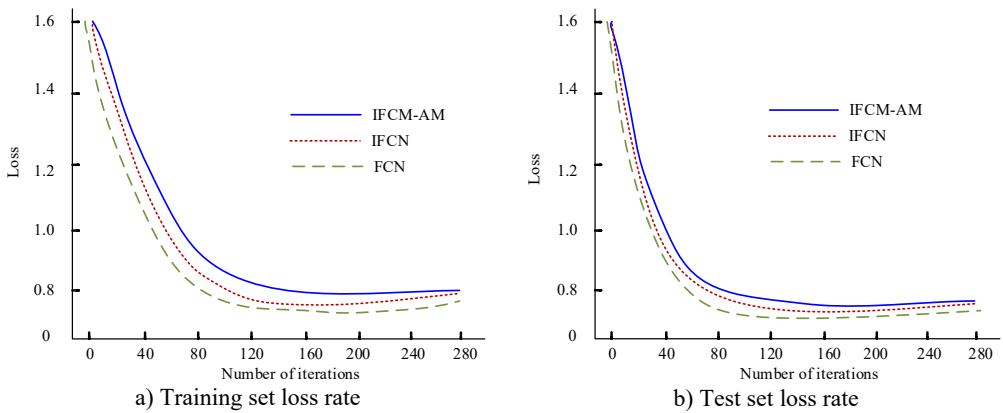 1.6
1.4
1.2
1.0
0.8
0
Loss
IFCM-AM
IFCN
FCN
0 40 80 120 160 200 240 280
Number of iterations
a) Training set loss rate
1.6
1.4
1.2
1.0
0.8
0
Loss
IFCM-AM
IFCN
FCN
0 40 80 120 160 200 240 280
Number of iterations
b) Test set loss rate